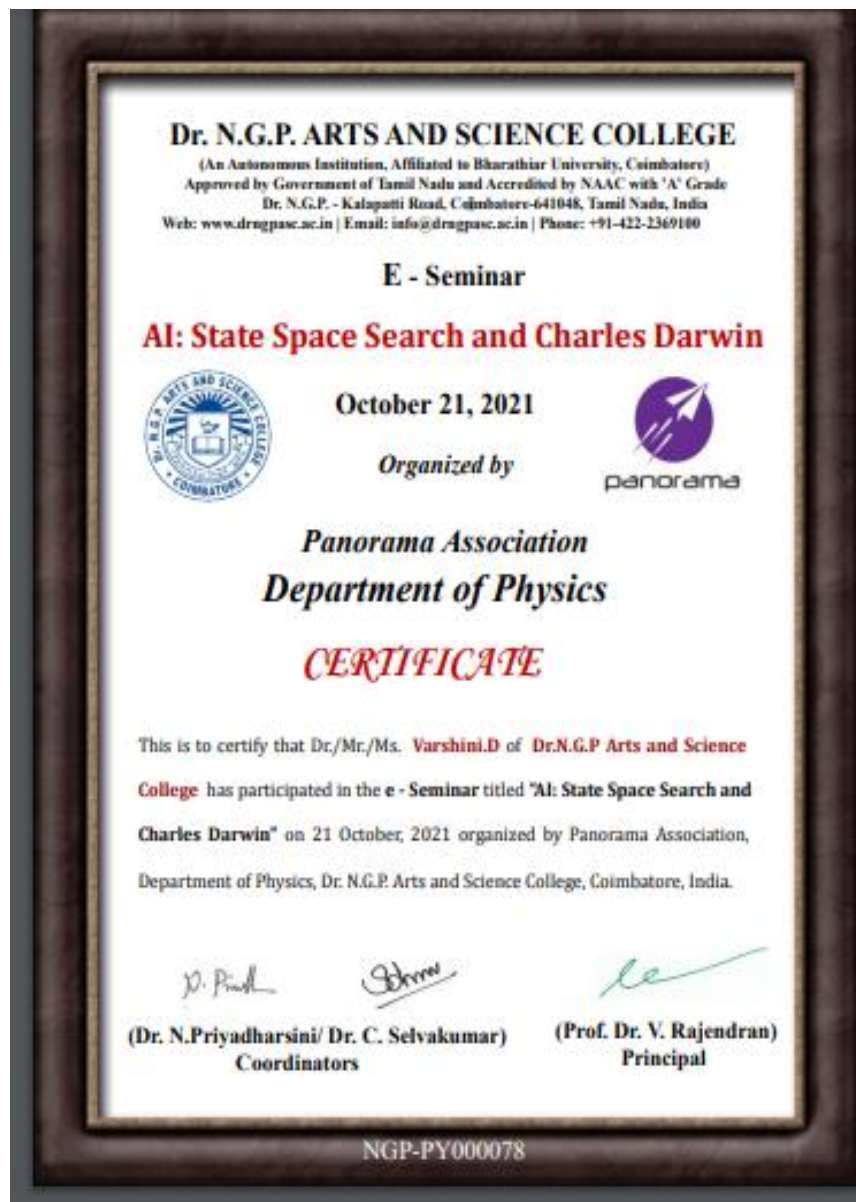 Dr. N.G.P. ARTS AND SCIENCE COLLEGE
(An Autonomous Institution, Affiliated to Bharathiar University, Coimbatore)
Approved by Government of Tamil Nadu and Accredited by NAAC with 'A' Grade
Dr. N.G.P. - Kalapatti Road, Coimbatore-641048, Tamil Nadu, India
Web: www.drngpasc.ac.in | Email: info@drngpasc.ac.in | Phone: +91-422-2369100
E - Seminar
AI: State Space Search and Charles Darwin
Dr. N.G.P. ARTS AND SCIENCE COLLEGE
COIMBATORE
October 21, 2021
Organized by
panorama
Panorama Association
Department of Physics
CERTIFICATE
This is to certify that Dr./Mr./Ms. Varshini.D of Dr.N.G.P Arts and Science
College has participated in the e - Seminar titled "AI: State Space Search and
Charles Darwin" on 21 October, 2021 organized by Panorama Association,
Department of Physics, Dr. N.G.P. Arts and Science College, Coimbatore, India.
(Dr. N.Priyadharsini/ Dr. C. Selvakumar)
Coordinators
(Prof. Dr. V. Rajendran)
Principal
NGP-PY000078